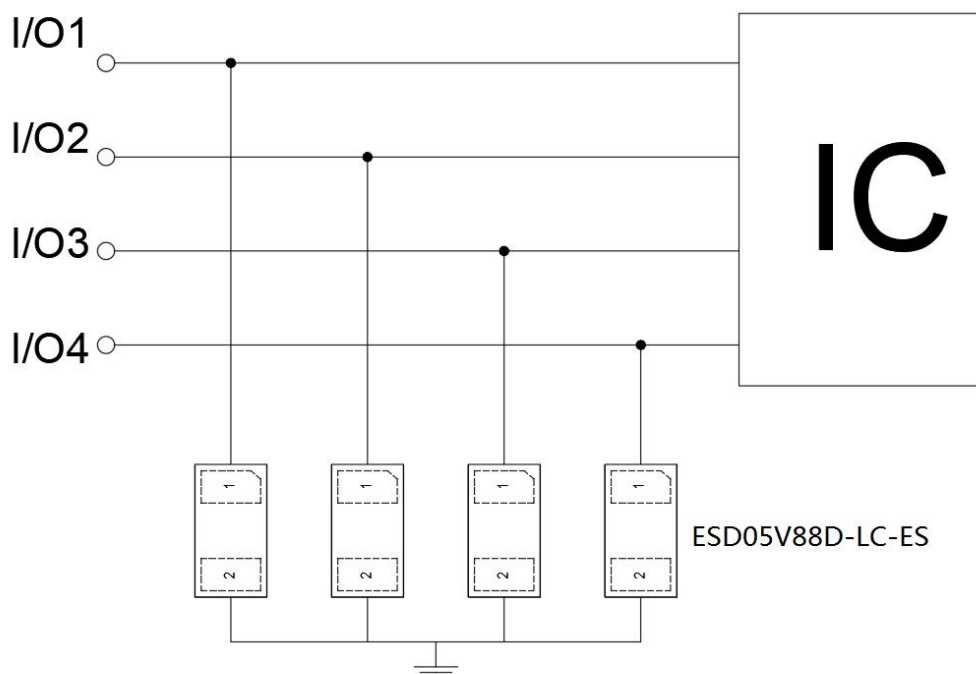 I/O1
I/O2
I/O3
I/O4
IC
1 1 1 1
2 2 2 2
ESD05V88D-LC-ES